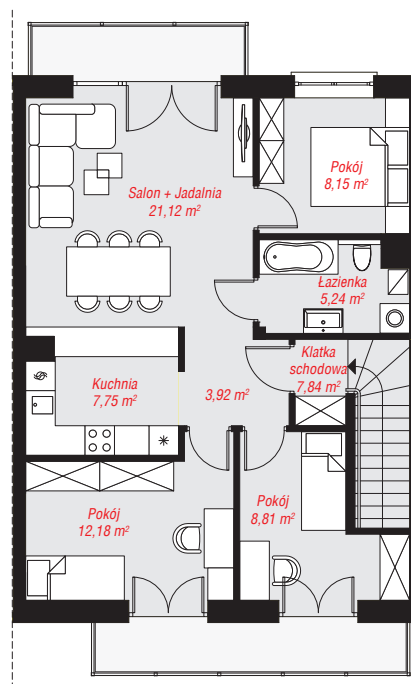 Salon + Jadalnia
21,12 m²
Pokój
8,15 m²
Łazienka
5,24 m²
Klatka
schodowa
7,84 m²
Kuchnia
7,75 m²
3,92 m²
Pokój
12,18 m²
Pokój
8,81 m²